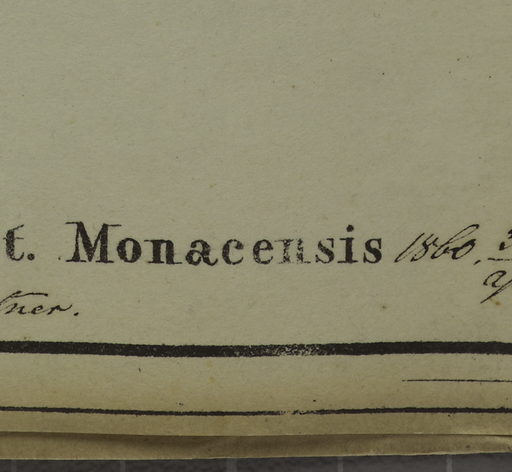 t. Monacensis 1860.
tner.